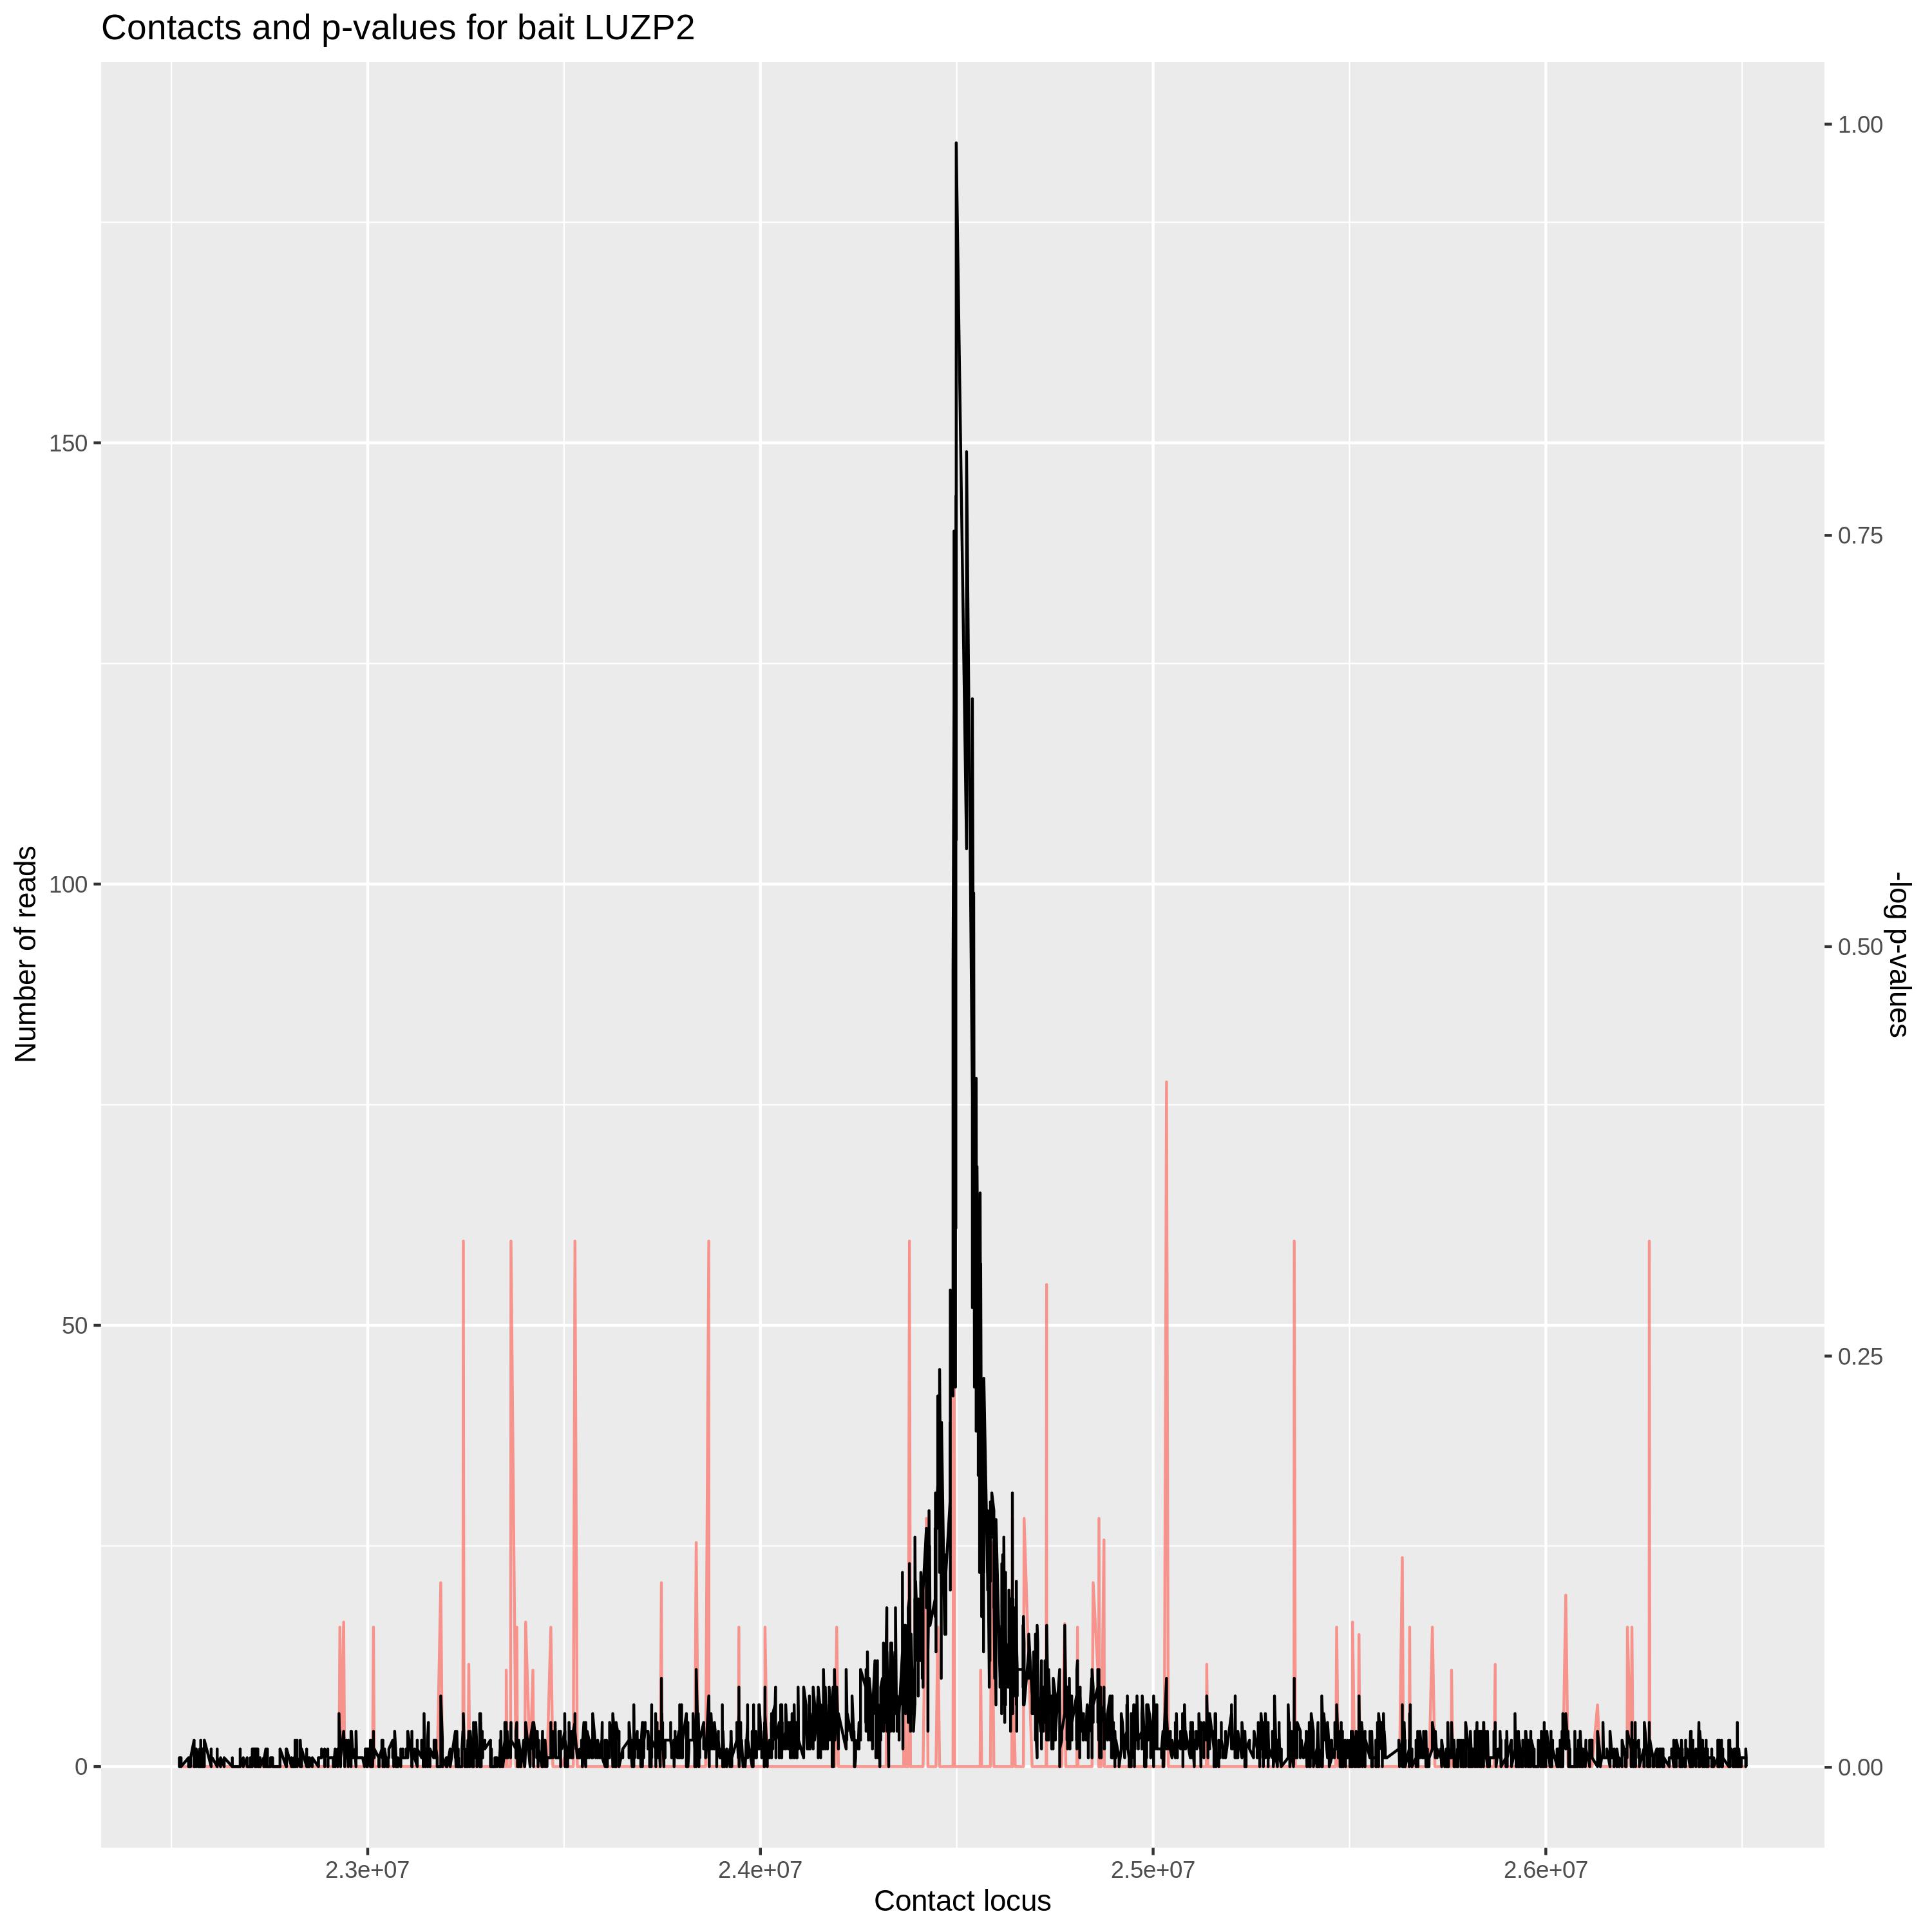 Contacts and p-values for bait LUZP2
1.00
150
0.75
100
0.50
50
0.25
0
0.00
Number of reads
-log p-values
2.3e+07
2.4e+07
2.5e+07
2.6e+07
Contact locus